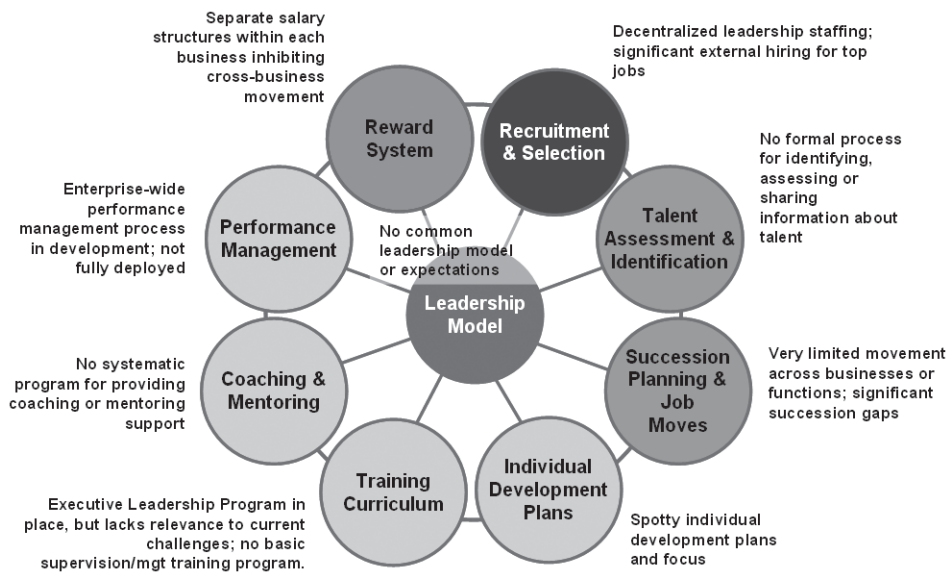 Separate salary
structures within each
business inhibiting
cross-business
movement
Reward
System
Recruitment
& Selection
Decentralized leadership staffing;
significant external hiring for top
jobs
No formal process
for identifying,
assessing or
sharing
information about
talent
Talent
Assessment &
Identification
Enterprise-wide
performance
management process
in development; not
fully deployed
Performance
Management
No common
leadership model
or expectations
Leadership
Model
No systematic
program for providing
coaching or mentoring
support
Coaching &
Mentoring
Succession
Planning &
Job
Moves
Very limited movement
across businesses or
functions; significant
succession gaps
Training
Curriculum
Individual
Development
Plans
Executive Leadership Program in
place, but lacks relevance to current
challenges; no basic
supervision/mgt training program.
Spotty individual
development plans
and focus